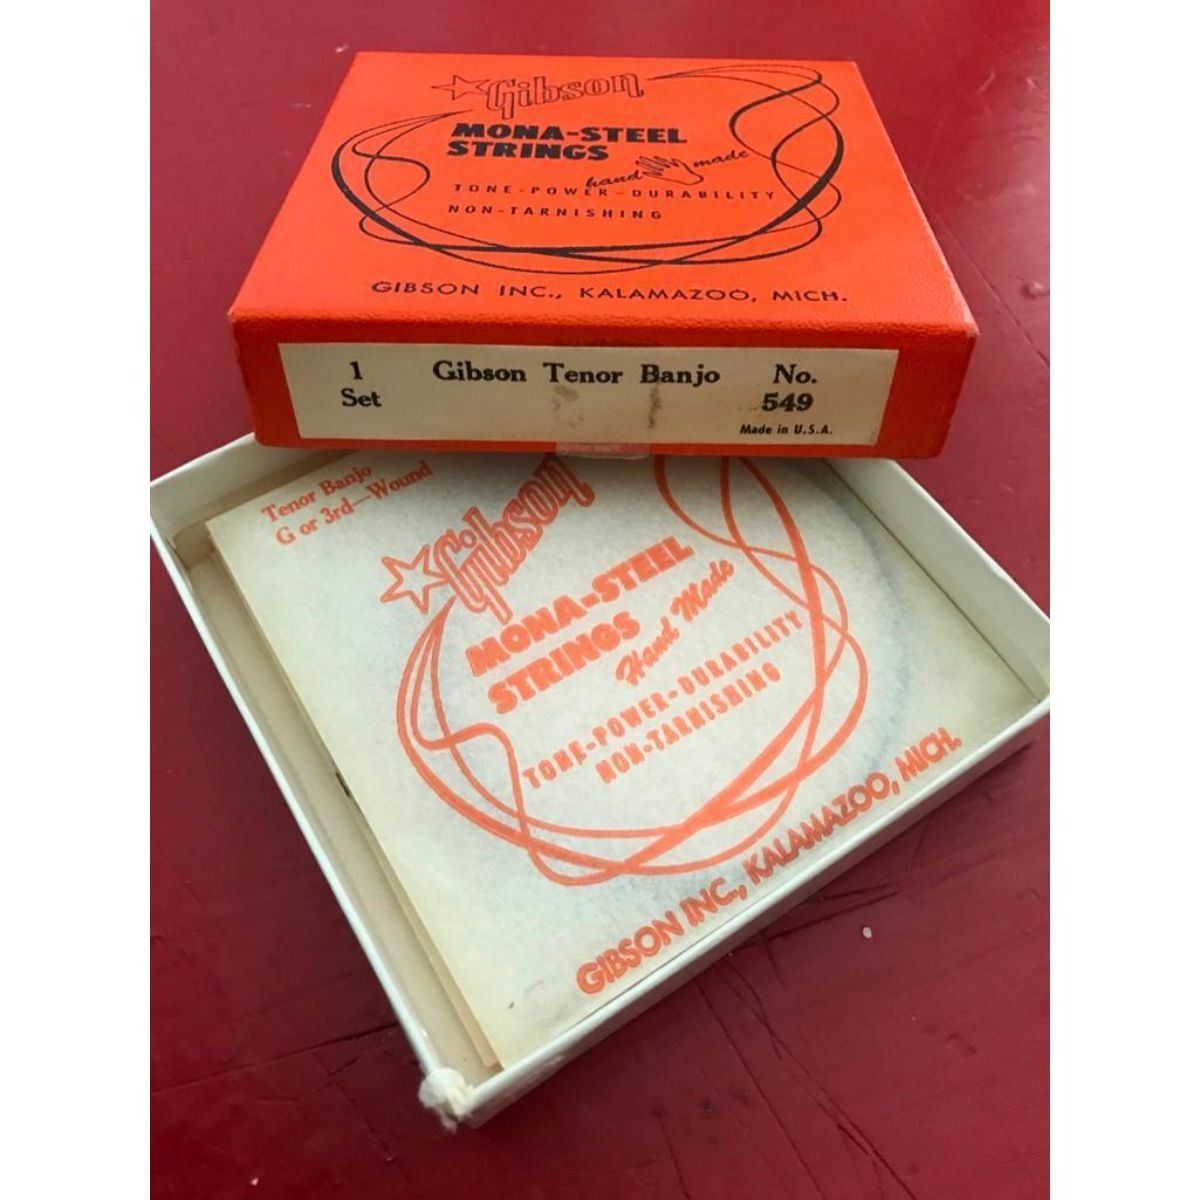 Gibson
MONA-STEEL
STRINGS
hand made
TONE-POWER-DURABILITY
NON-TARNISHING
GIBSON INC., KALAMAZOO, MICH.
1 Gibson Tenor Banjo No.
Set 549
Made in U.S.A.
Tenor Banjo
G or 3rd—Wound
Gibson
MONA-STEEL
STRINGS
Hand Made
TONE-POWER-DURABILITY
NON-TARNISHING
GIBSON INC., KALAMAZOO, MICH.